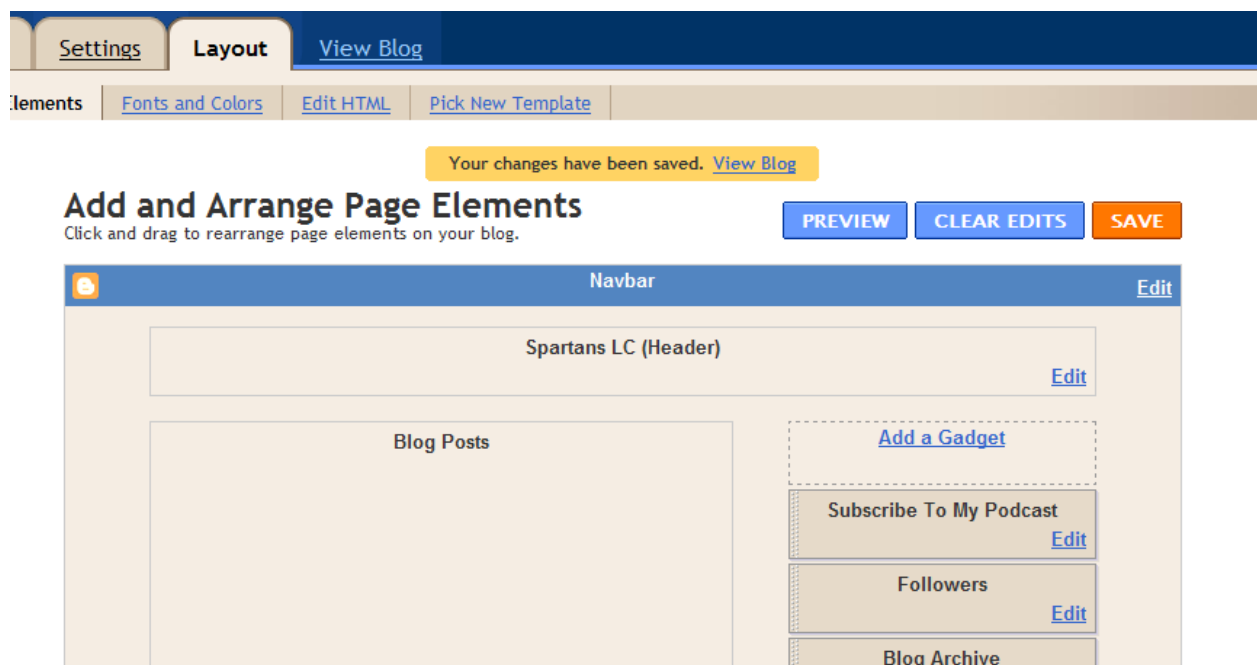 Settings Layout View Blog
Elements Fonts and Colors Edit HTML Pick New Template
Your changes have been saved. View Blog
Add and Arrange Page Elements
Click and drag to rearrange page elements on your blog.
PREVIEW CLEAR EDITS SAVE
Navbar
Edit
Spartans LC (Header)
Edit
Blog Posts
Add a Gadget
Subscribe To My Podcast
Edit
Followers
Edit
Blog Archive